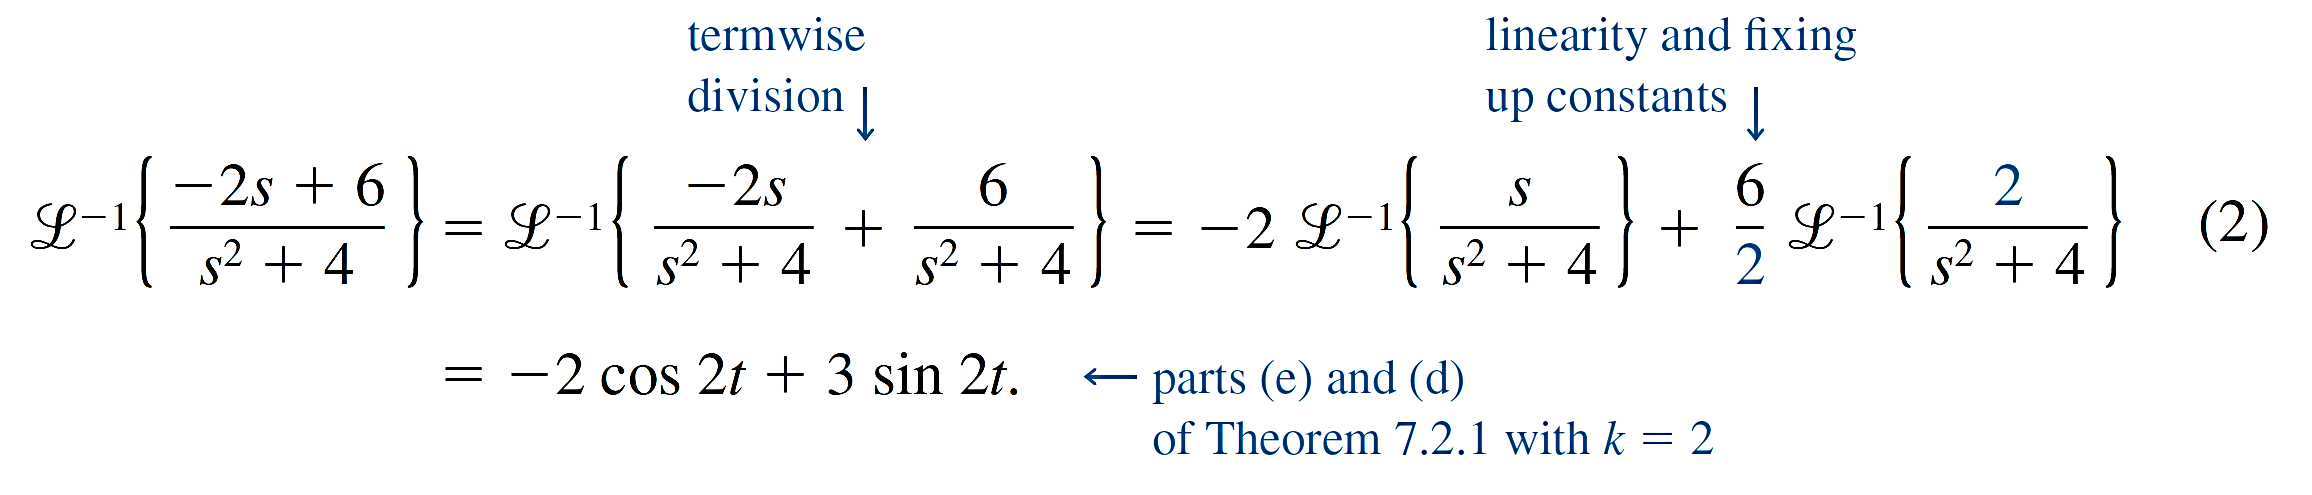 termwise division ↓
linearity and fixing up constants ↓
ℒ⁻¹{(-2s + 6)/(s² + 4)} = ℒ⁻¹{(-2s)/(s² + 4) + 6/(s² + 4)} = -2 ℒ⁻¹{s/(s² + 4)} + 6/2 ℒ⁻¹{2/(s² + 4)} (2)
= -2 cos 2t + 3 sin 2t. ← parts (e) and (d)
of Theorem 7.2.1 with k = 2